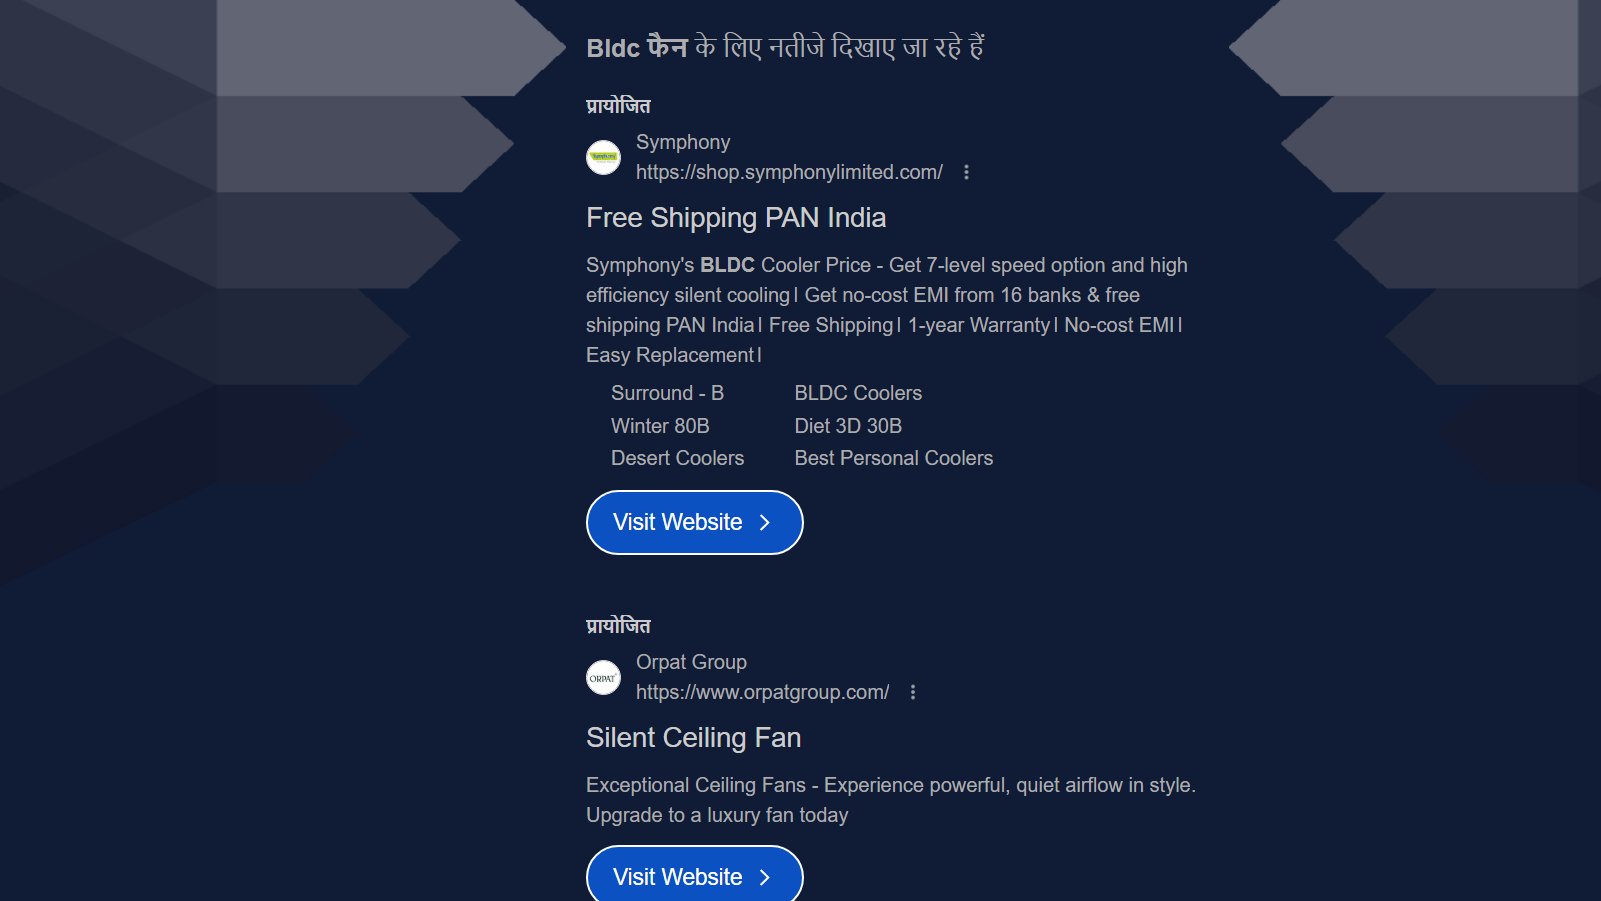 Bldc फैन के लिए नतीजे दिखाए जा रहे हैं
प्रायोजित
Symphony
https://shop.symphonylimited.com/
Free Shipping PAN India
Symphony's BLDC Cooler Price - Get 7-level speed option and high
efficiency silent cooling। Get no-cost EMI from 16 banks & free
shipping PAN India। Free Shipping। 1-year Warranty। No-cost EMI।
Easy Replacement।
Surround - B BLDC Coolers
Winter 80B Diet 3D 30B
Desert Coolers Best Personal Coolers
Visit Website
प्रायोजित
Orpat Group
ORPAT
https://www.orpatgroup.com/
Silent Ceiling Fan
Exceptional Ceiling Fans - Experience powerful, quiet airflow in style.
Upgrade to a luxury fan today
Visit Website